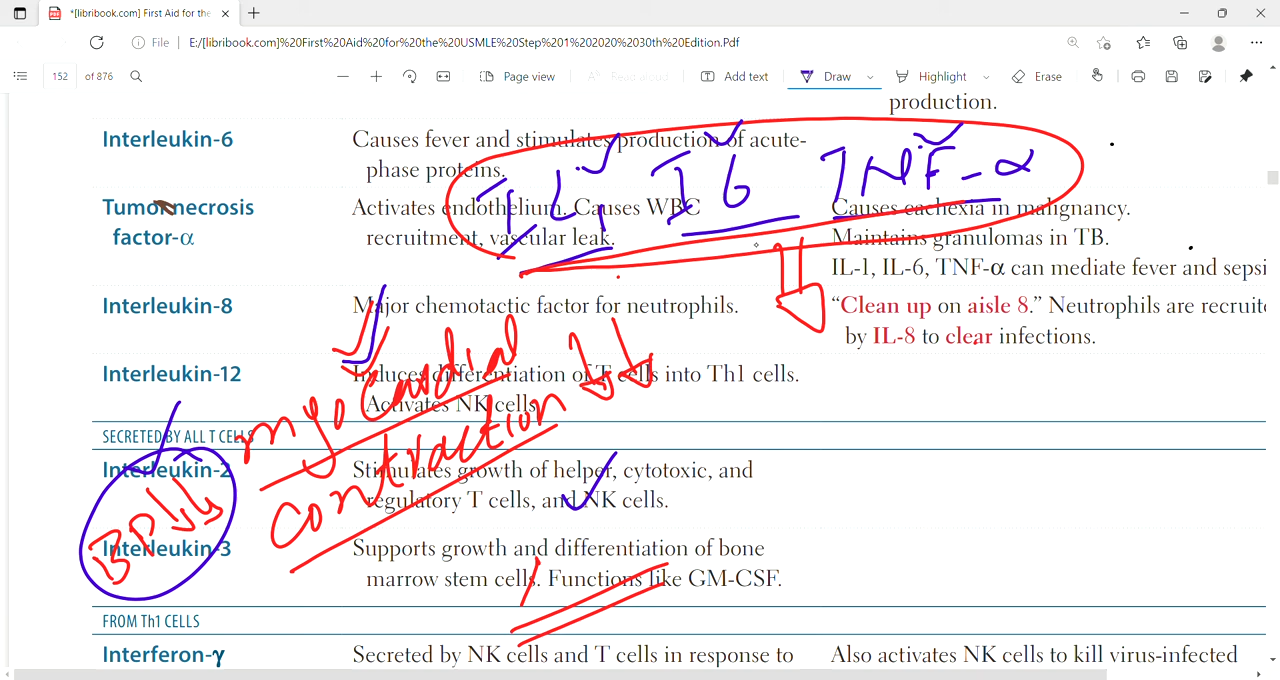 *[libribook.com] First Aid for the
File E:/[libribook.com]%20First%20Aid%20for%20the%20USMLE%20Step%201%202020%2030th%20Edition.Pdf
152 of 876 Page view Read aloud Add text Draw Highlight Erase
production.
Interleukin-6 Causes fever and stimulates production of acute-
phase proteins.
IL1 I6 TNF-α
Tumor necrosis Activates endothelium. Causes WBC Causes cachexia in malignancy.
factor-α recruitment, vascular leak. Maintains granulomas in TB.
IL-1, IL-6, TNF-α can mediate fever and sepsi
Interleukin-8 Major chemotactic factor for neutrophils. “Clean up on aisle 8.” Neutrophils are recruite
by IL-8 to clear infections.
Interleukin-12 Induces differentiation of T cells into Th1 cells.
Activates NK cells.
myocardial
contraction
SECRETED BY ALL T CELLS
Interleukin-2 Stimulates growth of helper, cytotoxic, and
regulatory T cells, and NK cells.
BP
Interleukin-3 Supports growth and differentiation of bone
marrow stem cells. Functions like GM-CSF.
FROM Th1 CELLS
Interferon-γ Secreted by NK cells and T cells in response to Also activates NK cells to kill virus-infected